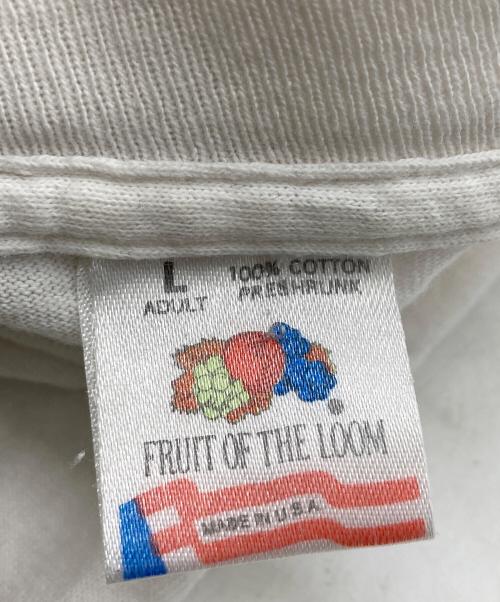 L 100% COTTON
ADULT PRESHRUNK
®
FRUIT OF THE LOOM
MADE IN U.S.A.